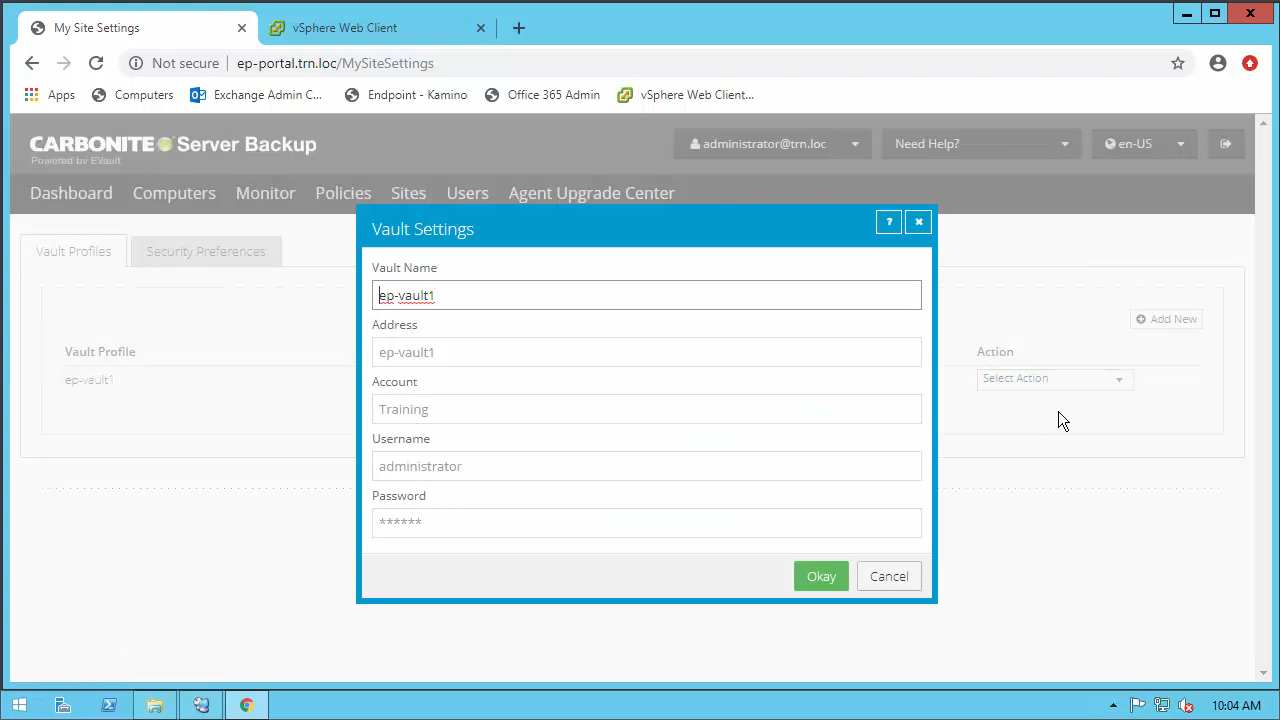 My Site Settings
vSphere Web Client
Not secure
ep-portal.trn.loc/MySiteSettings
Apps
Computers
Exchange Admin C...
Endpoint - Kamino
Office 365 Admin
vSphere Web Client...
CARBONITE Server Backup
Powered by EVault
administrator@trn.loc
Need Help?
en-US
Dashboard
Computers
Monitor
Policies
Sites
Users
Agent Upgrade Center
Vault Profiles
Security Preferences
Add New
Vault Profile
Action
ep-vault1
Select Action
Vault Settings
?
Vault Name
ep-vault1
Address
ep-vault1
Account
Training
Username
administrator
Password
******
Okay
Cancel
10:04 AM